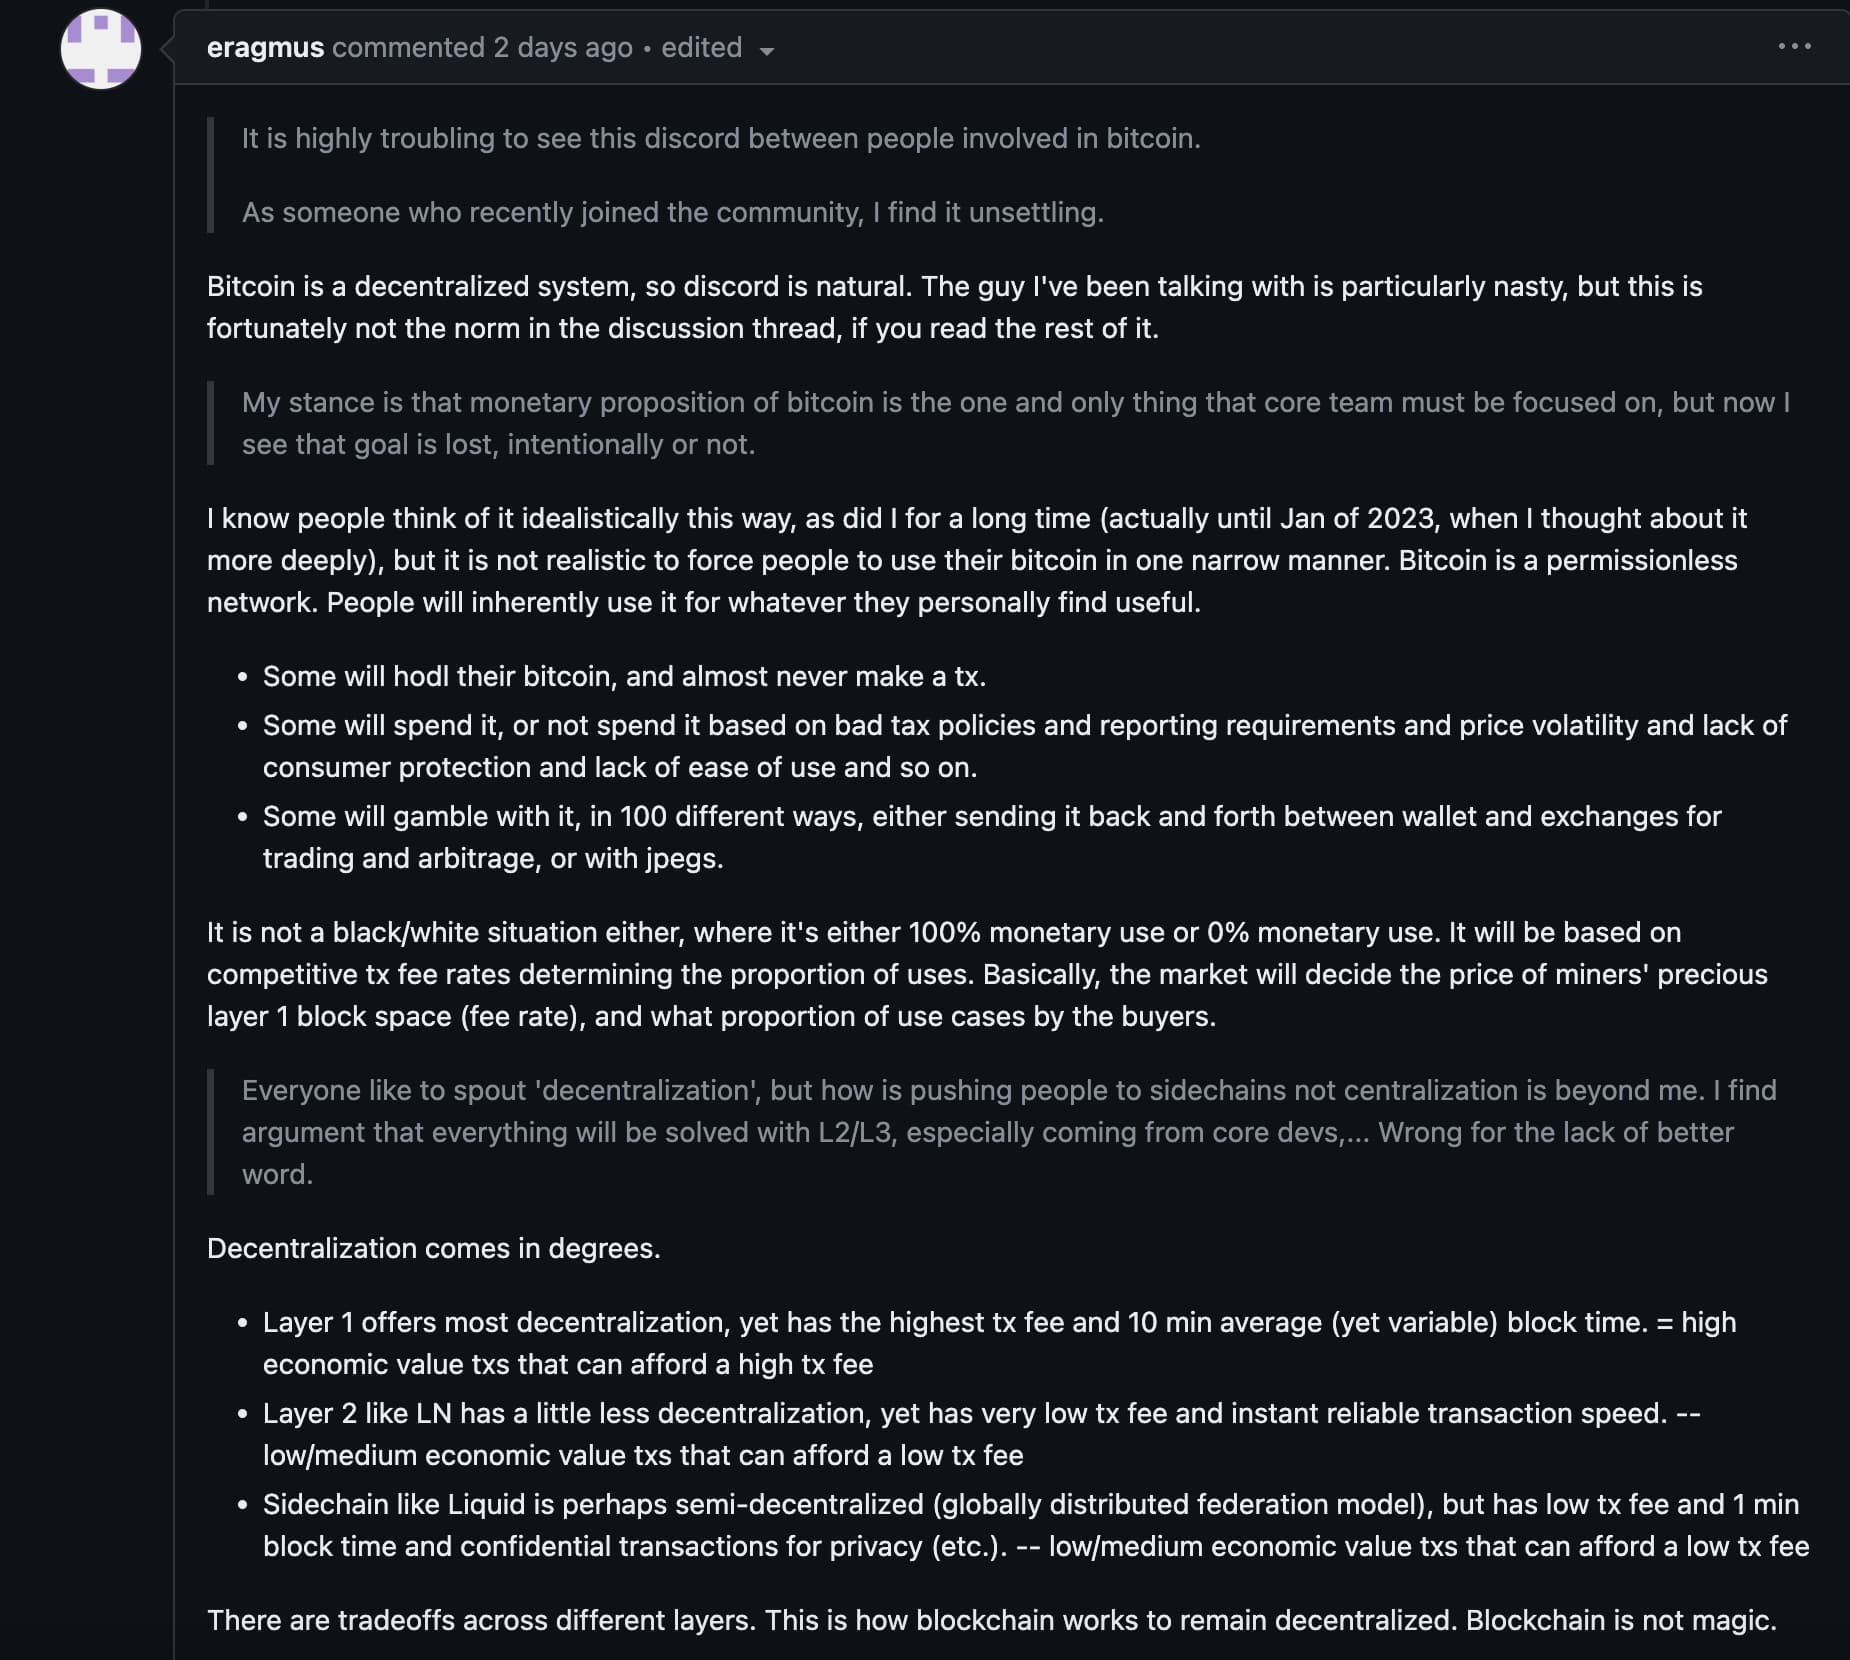 eragmus commented 2 days ago • edited
It is highly troubling to see this discord between people involved in bitcoin.
As someone who recently joined the community, I find it unsettling.
Bitcoin is a decentralized system, so discord is natural. The guy I've been talking with is particularly nasty, but this is
fortunately not the norm in the discussion thread, if you read the rest of it.
My stance is that monetary proposition of bitcoin is the one and only thing that core team must be focused on, but now I
see that goal is lost, intentionally or not.
I know people think of it idealistically this way, as did I for a long time (actually until Jan of 2023, when I thought about it
more deeply), but it is not realistic to force people to use their bitcoin in one narrow manner. Bitcoin is a permissionless
network. People will inherently use it for whatever they personally find useful.
• Some will hodl their bitcoin, and almost never make a tx.
• Some will spend it, or not spend it based on bad tax policies and reporting requirements and price volatility and lack of
consumer protection and lack of ease of use and so on.
• Some will gamble with it, in 100 different ways, either sending it back and forth between wallet and exchanges for
trading and arbitrage, or with jpegs.
It is not a black/white situation either, where it's either 100% monetary use or 0% monetary use. It will be based on
competitive tx fee rates determining the proportion of uses. Basically, the market will decide the price of miners' precious
layer 1 block space (fee rate), and what proportion of use cases by the buyers.
Everyone like to spout 'decentralization', but how is pushing people to sidechains not centralization is beyond me. I find
argument that everything will be solved with L2/L3, especially coming from core devs,... Wrong for the lack of better
word.
Decentralization comes in degrees.
• Layer 1 offers most decentralization, yet has the highest tx fee and 10 min average (yet variable) block time. = high
economic value txs that can afford a high tx fee
• Layer 2 like LN has a little less decentralization, yet has very low tx fee and instant reliable transaction speed. --
low/medium economic value txs that can afford a low tx fee
• Sidechain like Liquid is perhaps semi-decentralized (globally distributed federation model), but has low tx fee and 1 min
block time and confidential transactions for privacy (etc.). -- low/medium economic value txs that can afford a low tx fee
There are tradeoffs across different layers. This is how blockchain works to remain decentralized. Blockchain is not magic.